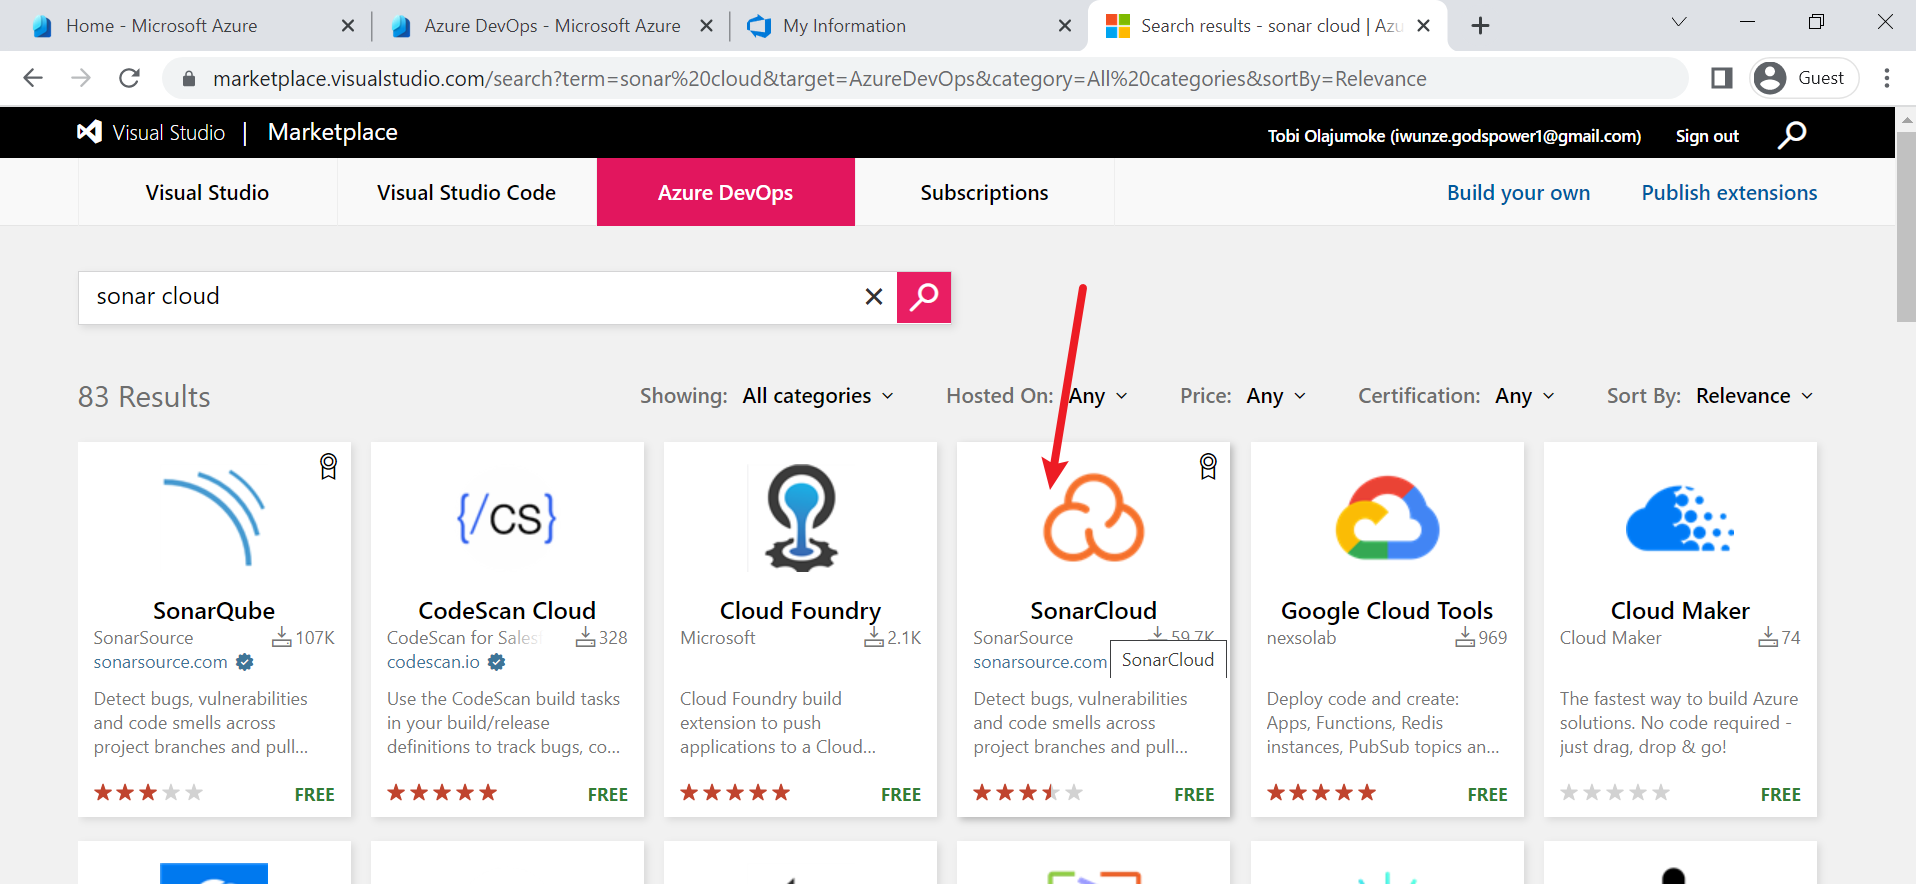 Home - Microsoft Azure
Azure DevOps - Microsoft Azure
My Information
Search results - sonar cloud | Azu
marketplace.visualstudio.com/search?term=sonar%20cloud&target=AzureDevOps&category=All%20categories&sortBy=Relevance
Guest
Visual Studio | Marketplace
Tobi Olajumoke (iwunze.godspower1@gmail.com)
Sign out
Visual Studio
Visual Studio Code
Azure DevOps
Subscriptions
Build your own
Publish extensions
sonar cloud
83 Results
Showing: All categories
Hosted On: Any
Price: Any
Certification: Any
Sort By: Relevance
{/CS}
SonarQube
SonarSource 107K
sonarsource.com
Detect bugs, vulnerabilities
and code smells across
project branches and pull...
FREE
CodeScan Cloud
CodeScan for Salest 328
codescan.io
Use the CodeScan build tasks
in your build/release
definitions to track bugs, co...
FREE
Cloud Foundry
Microsoft 2.1K
Cloud Foundry build
extension to push
applications to a Cloud...
FREE
SonarCloud
SonarSource 59.7K
sonarsource.com
SonarCloud
Detect bugs, vulnerabilities
and code smells across
project branches and pull...
FREE
Google Cloud Tools
nexsolab 969
Deploy code and create:
Apps, Functions, Redis
instances, PubSub topics an...
FREE
Cloud Maker
Cloud Maker 74
The fastest way to build Azure
solutions. No code required -
just drag, drop & go!
FREE